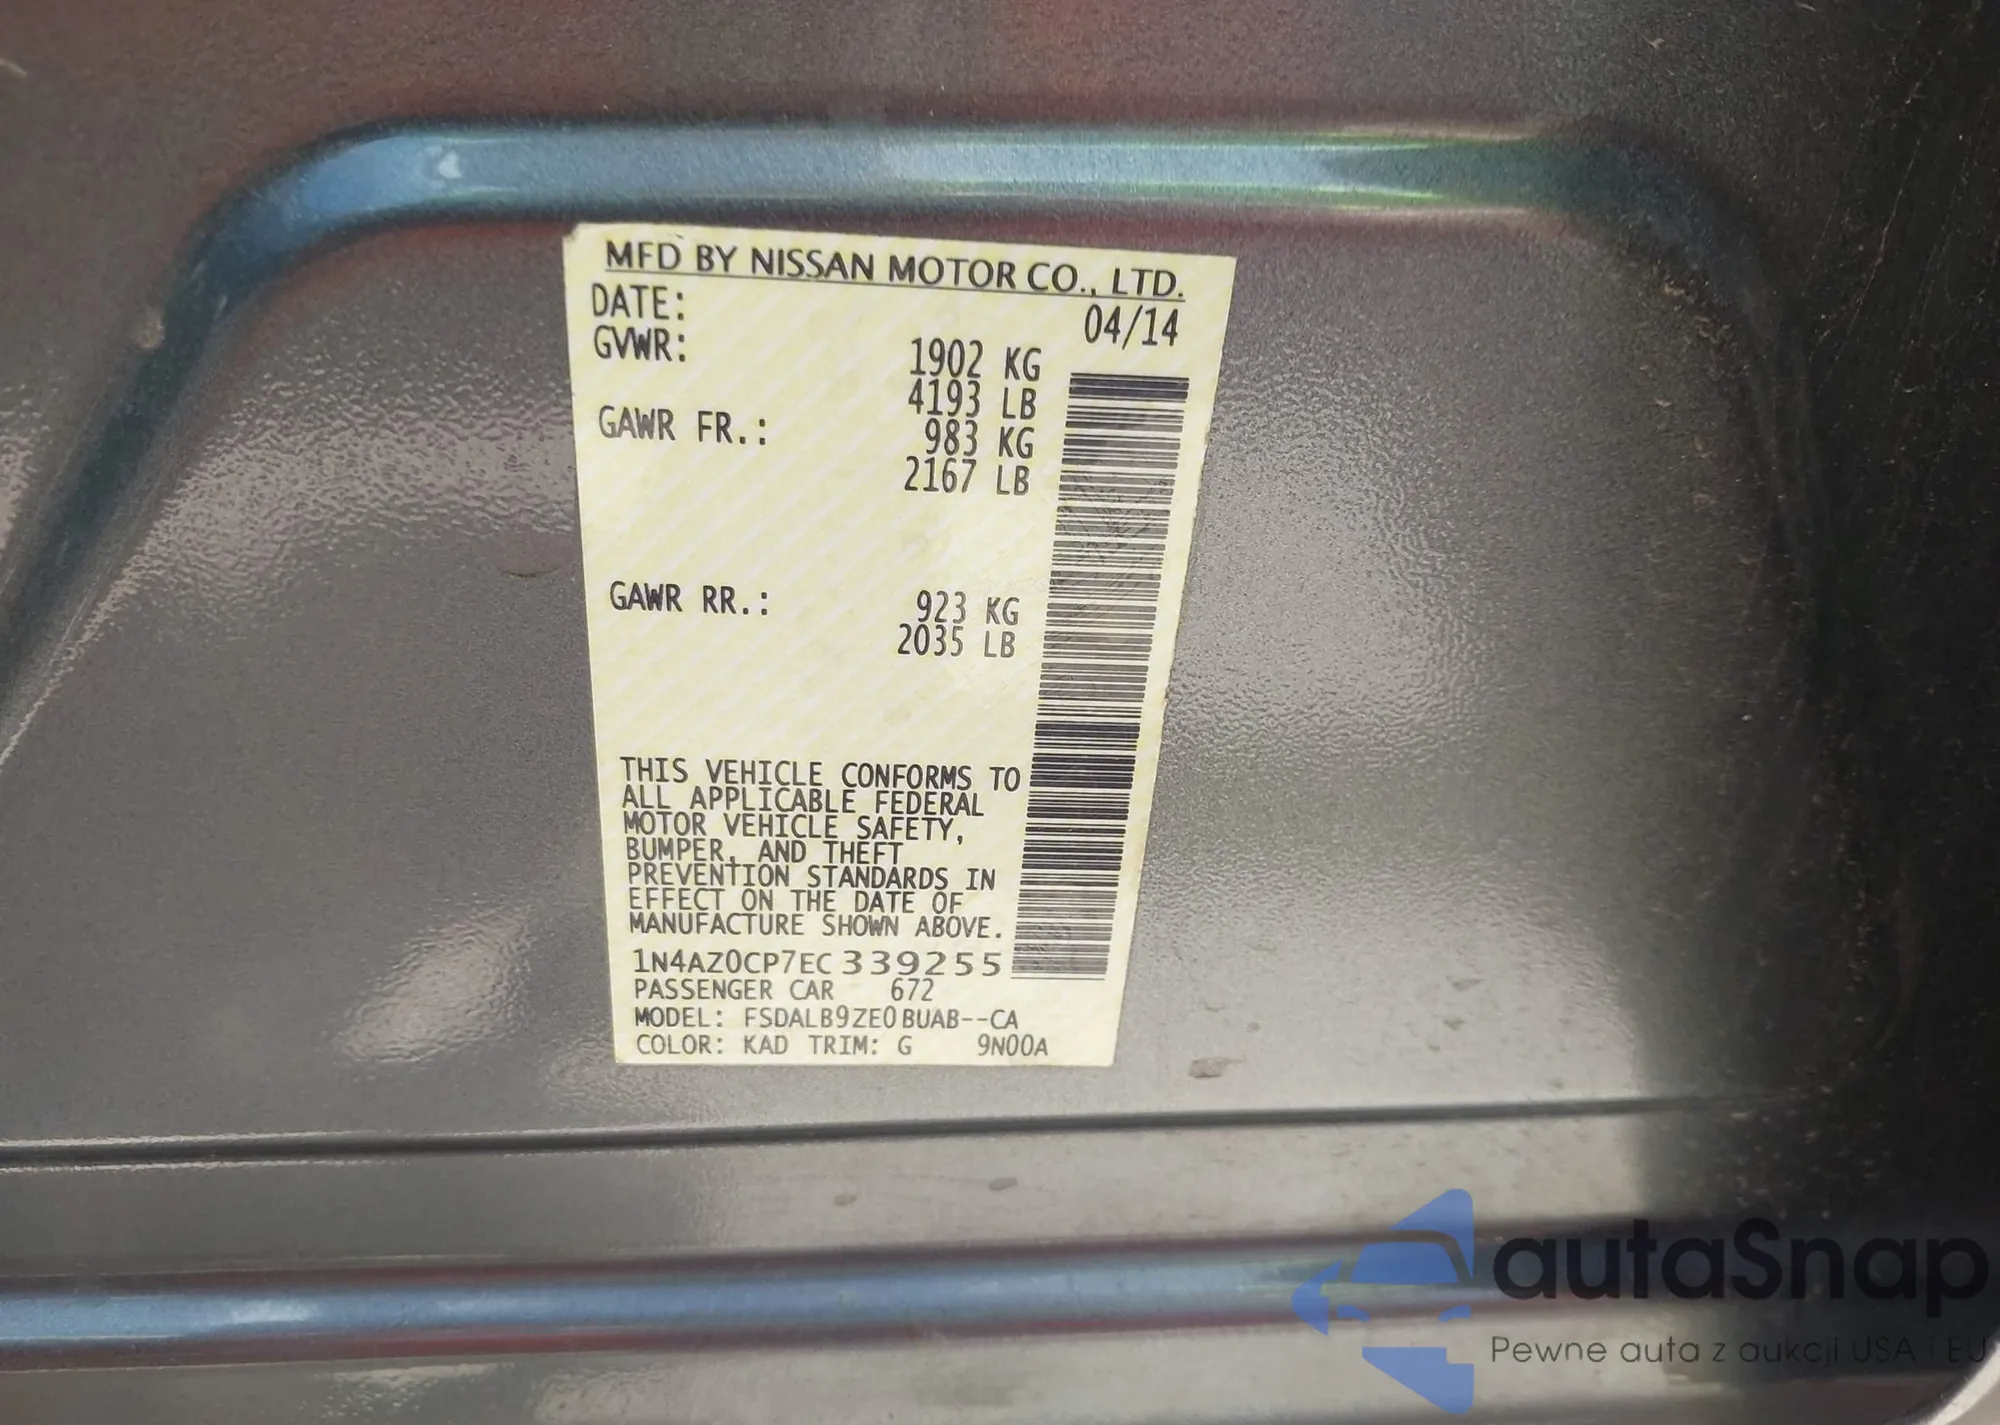 MFD BY NISSAN MOTOR CO., LTD.
DATE: 04/14
GVWR: 1902 KG
4193 LB
GAWR FR.: 983 KG
2167 LB
GAWR RR.: 923 KG
2035 LB
THIS VEHICLE CONFORMS TO
ALL APPLICABLE FEDERAL
MOTOR VEHICLE SAFETY,
BUMPER, AND THEFT
PREVENTION STANDARDS IN
EFFECT ON THE DATE OF
MANUFACTURE SHOWN ABOVE.
1N4AZ0CP7EC339255
PASSENGER CAR 672
MODEL: FSDALB9ZE0BUAB--CA
COLOR: KAD TRIM: G 9N00A
autaSnap
Pewne auta z aukcji USA i EU